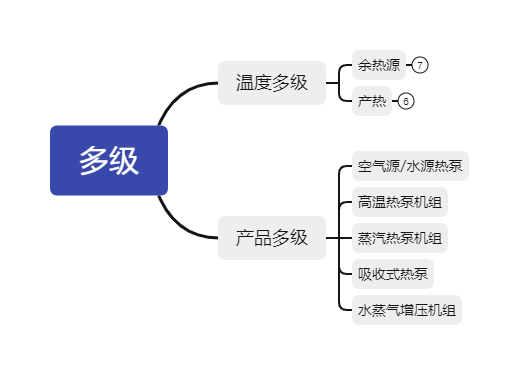 多级
温度多级
余热源
7
产热
6
产品多级
空气源/水源热泵
高温热泵机组
蒸汽热泵机组
吸收式热泵
水蒸气增压机组